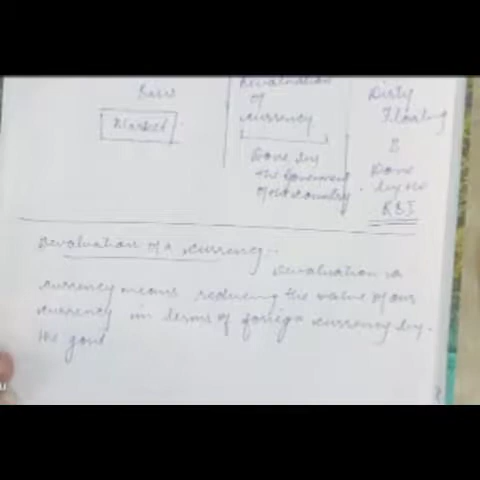 Basis
Market
Devaluation
of
currency
Done by
the Government
of the country
Dirty
Floating
Done
by the
RBI
Devaluation of a currency:-
Devaluation of
currency means reducing the value of our
currency in terms of foreign currency by
the govt